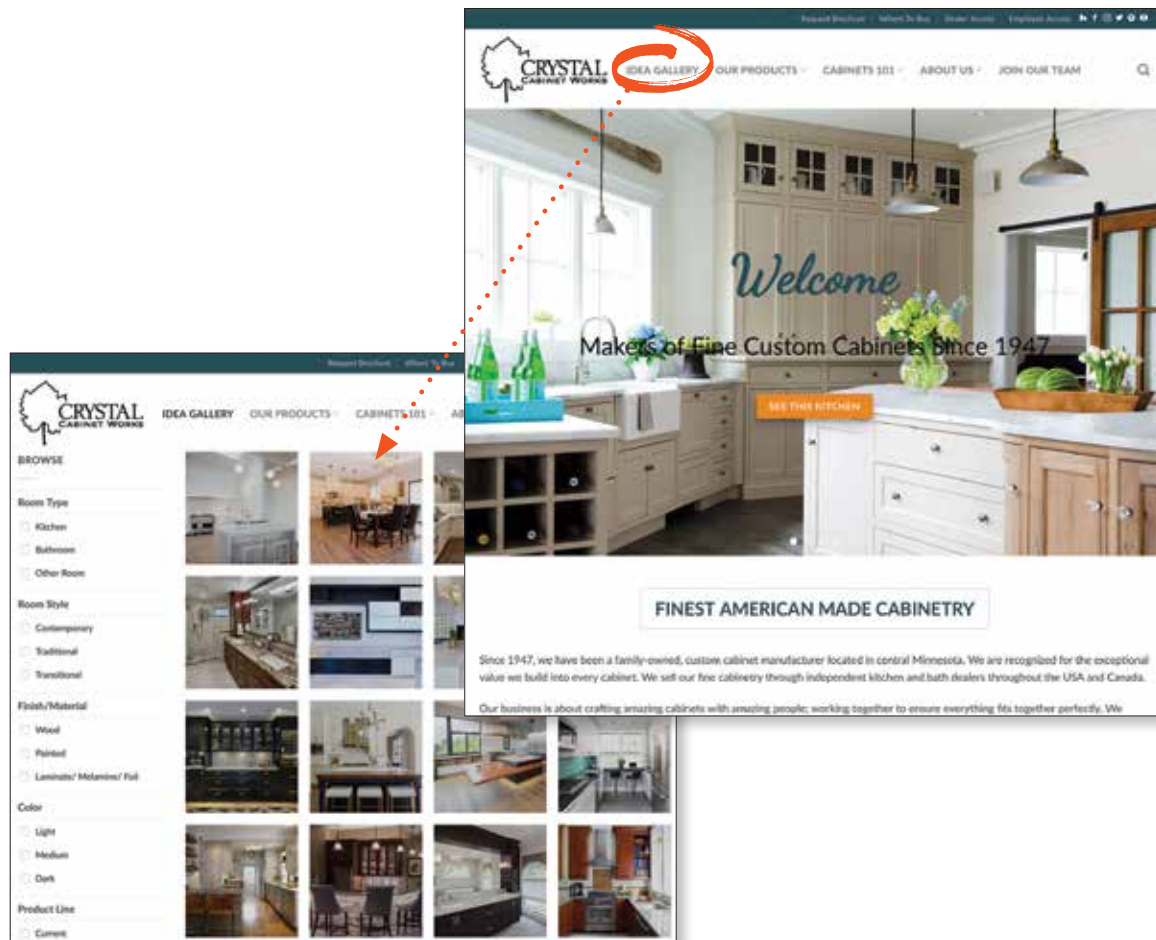 Request Brochure Where To Buy Dealer Access Employee Access
CRYSTAL
CABINET WORKS
IDEA GALLERY OUR PRODUCTS CABINETS 101 ABOUT US JOIN OUR TEAM
Welcome
Makers of Fine Custom Cabinets Since 1947
SEE THIS KITCHEN
FINEST AMERICAN MADE CABINETRY
Since 1947, we have been a family-owned, custom cabinet manufacturer located in central Minnesota. We are recognized for the exceptional
value we build into every cabinet. We sell our fine cabinetry through independent kitchen and bath dealers throughout the USA and Canada.
Our business is about crafting amazing cabinets with amazing people; working together to ensure everything fits together perfectly. We
Request Brochure Where To Buy
CRYSTAL
CABINET WORKS
IDEA GALLERY OUR PRODUCTS CABINETS 101 AB
BROWSE
Room Type
Kitchen
Bathroom
Other Room
Room Style
Contemporary
Traditional
Transitional
Finish/Material
Wood
Painted
Laminate/ Melamine/ Foil
Color
Light
Medium
Dark
Product Line
Current